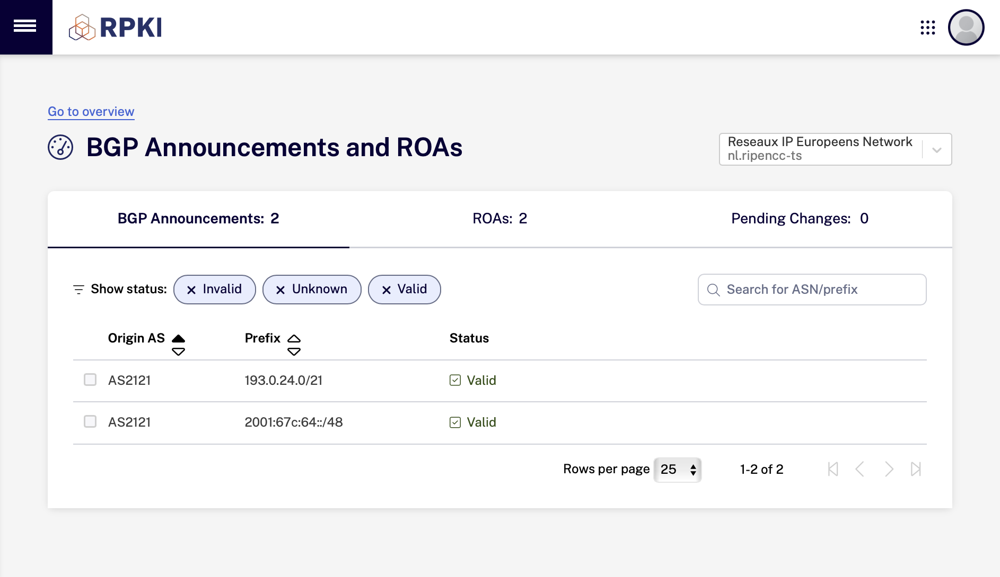 RPKI
Go to overview
BGP Announcements and ROAs
Reseaux IP Europeens Network
nl.ripencc-ts
BGP Announcements: 2
ROAs: 2
Pending Changes: 0
Show status:
Invalid
Unknown
Valid
Search for ASN/prefix
Origin AS
Prefix
Status
AS2121 193.0.24.0/21 Valid
AS2121 2001:67c:64::/48 Valid
Rows per page 25 1-2 of 2